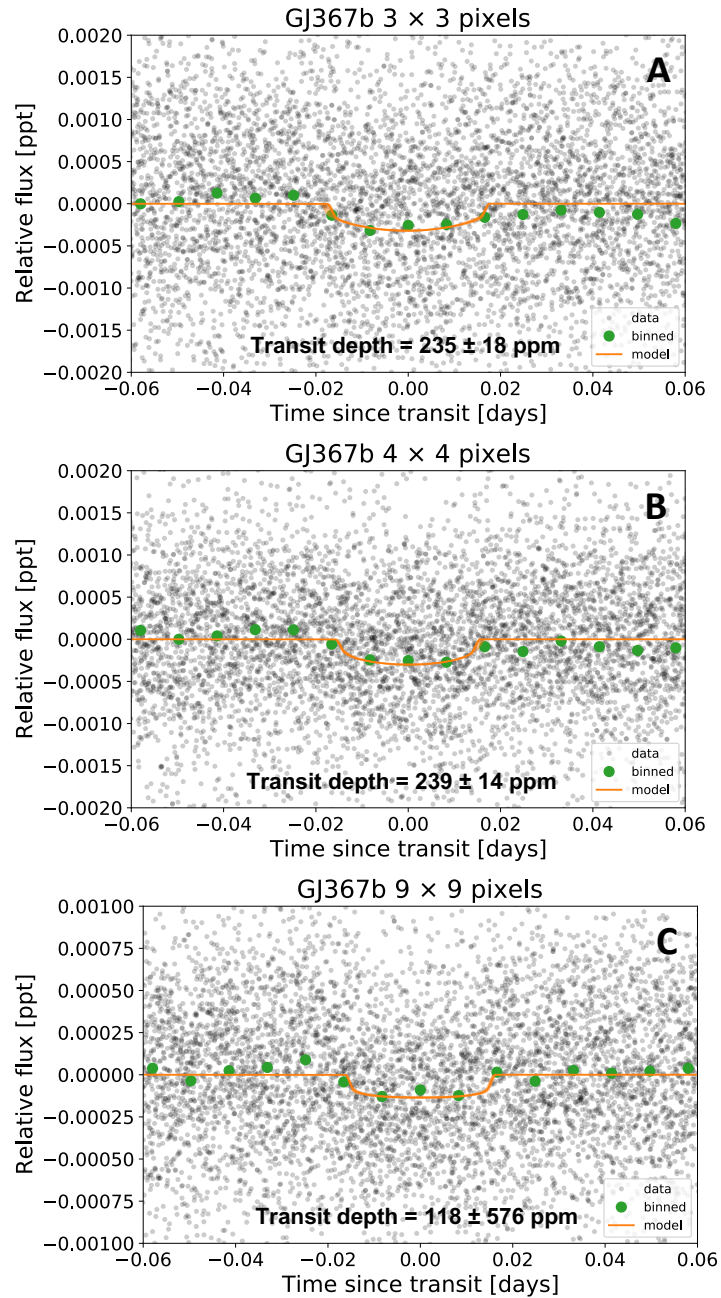 GJ367b 3 × 3 pixels
A
Relative flux [ppt]
0.0020
0.0015
0.0010
0.0005
0.0000
−0.0005
−0.0010
−0.0015
−0.0020
data
binned
model
Transit depth = 235 ± 18 ppm
−0.06 −0.04 −0.02 0.00 0.02 0.04 0.06
Time since transit [days]
GJ367b 4 × 4 pixels
B
Relative flux [ppt]
0.0020
0.0015
0.0010
0.0005
0.0000
−0.0005
−0.0010
−0.0015
−0.0020
data
binned
model
Transit depth = 239 ± 14 ppm
−0.06 −0.04 −0.02 0.00 0.02 0.04 0.06
Time since transit [days]
GJ367b 9 × 9 pixels
C
Relative flux [ppt]
0.00100
0.00075
0.00050
0.00025
0.00000
−0.00025
−0.00050
−0.00075
−0.00100
data
binned
model
Transit depth = 118 ± 576 ppm
−0.06 −0.04 −0.02 0.00 0.02 0.04 0.06
Time since transit [days]